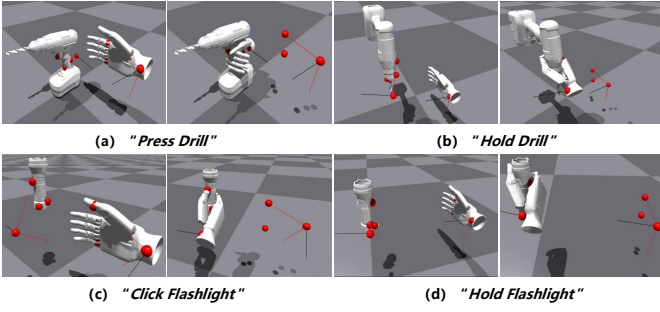 (a) "Press Drill"
(b) "Hold Drill"
(c) "Click Flashlight"
(d) "Hold Flashlight"